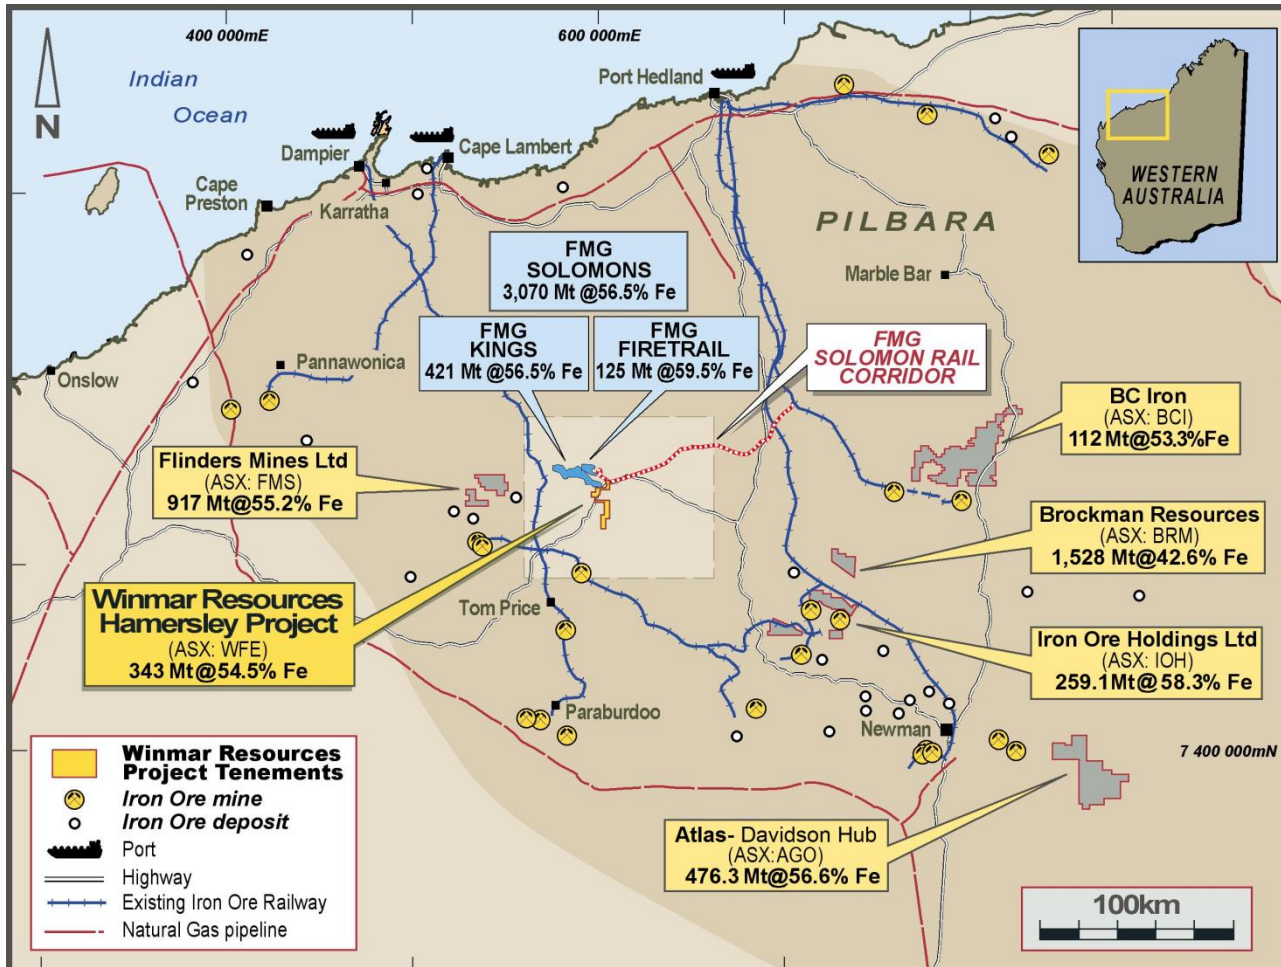 400 000mE
600 000mE
Indian
Ocean
N
Port Hedland
Dampier
Cape Lambert
Cape
Preston
Karratha
WESTERN
AUSTRALIA
PILBARA
Marble Bar
FMG
SOLOMONS
3,070 Mt @56.5% Fe
FMG
KINGS
421 Mt @56.5% Fe
FMG
FIRETRAIL
125 Mt @59.5% Fe
FMG
SOLOMON RAIL
CORRIDOR
Pannawonica
Onslow
BC Iron
(ASX: BCI)
112 Mt@53.3%Fe
Flinders Mines Ltd
(ASX: FMS)
917 Mt@55.2% Fe
Brockman Resources
(ASX: BRM)
1,528 Mt@42.6% Fe
Winmar Resources
Hamersley Project
(ASX: WFE)
343 Mt@54.5% Fe
Tom Price
Iron Ore Holdings Ltd
(ASX: IOH)
259.1Mt@58.3% Fe
Paraburdoo
Newman
7 400 000mN
Winmar Resources
Project Tenements
Iron Ore mine
Iron Ore deposit
Port
Highway
Existing Iron Ore Railway
Natural Gas pipeline
Atlas- Davidson Hub
(ASX:AGO)
476.3 Mt@56.6% Fe
100km